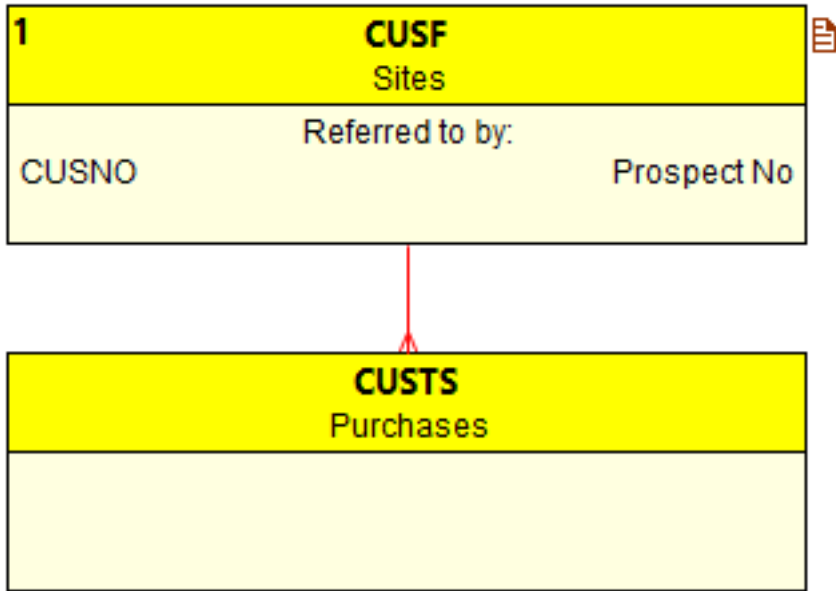 1 CUSF
Sites
Referred to by:
CUSNO Prospect No
CUSTS
Purchases